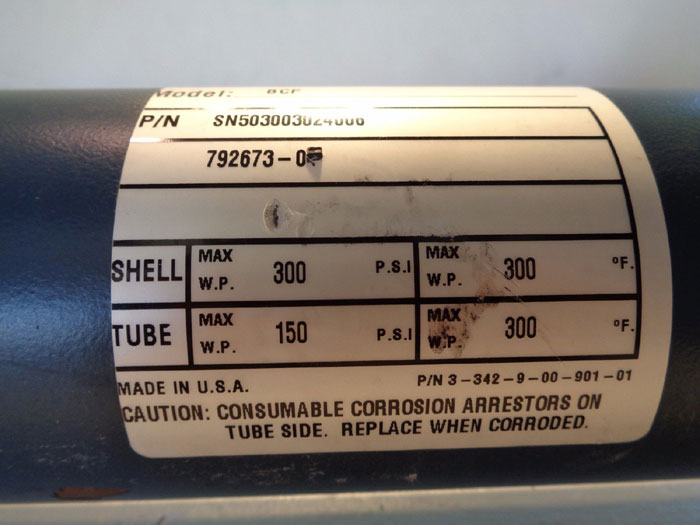 Model: BCF
P/N SN503003024006
792673-0
SHELL MAX W.P. 300 P.S.I MAX W.P. 300 °F.
TUBE MAX W.P. 150 P.S.I MAX W.P. 300 °F.
MADE IN U.S.A. P/N 3-342-9-00-901-01
CAUTION: CONSUMABLE CORROSION ARRESTORS ON
TUBE SIDE. REPLACE WHEN CORRODED.